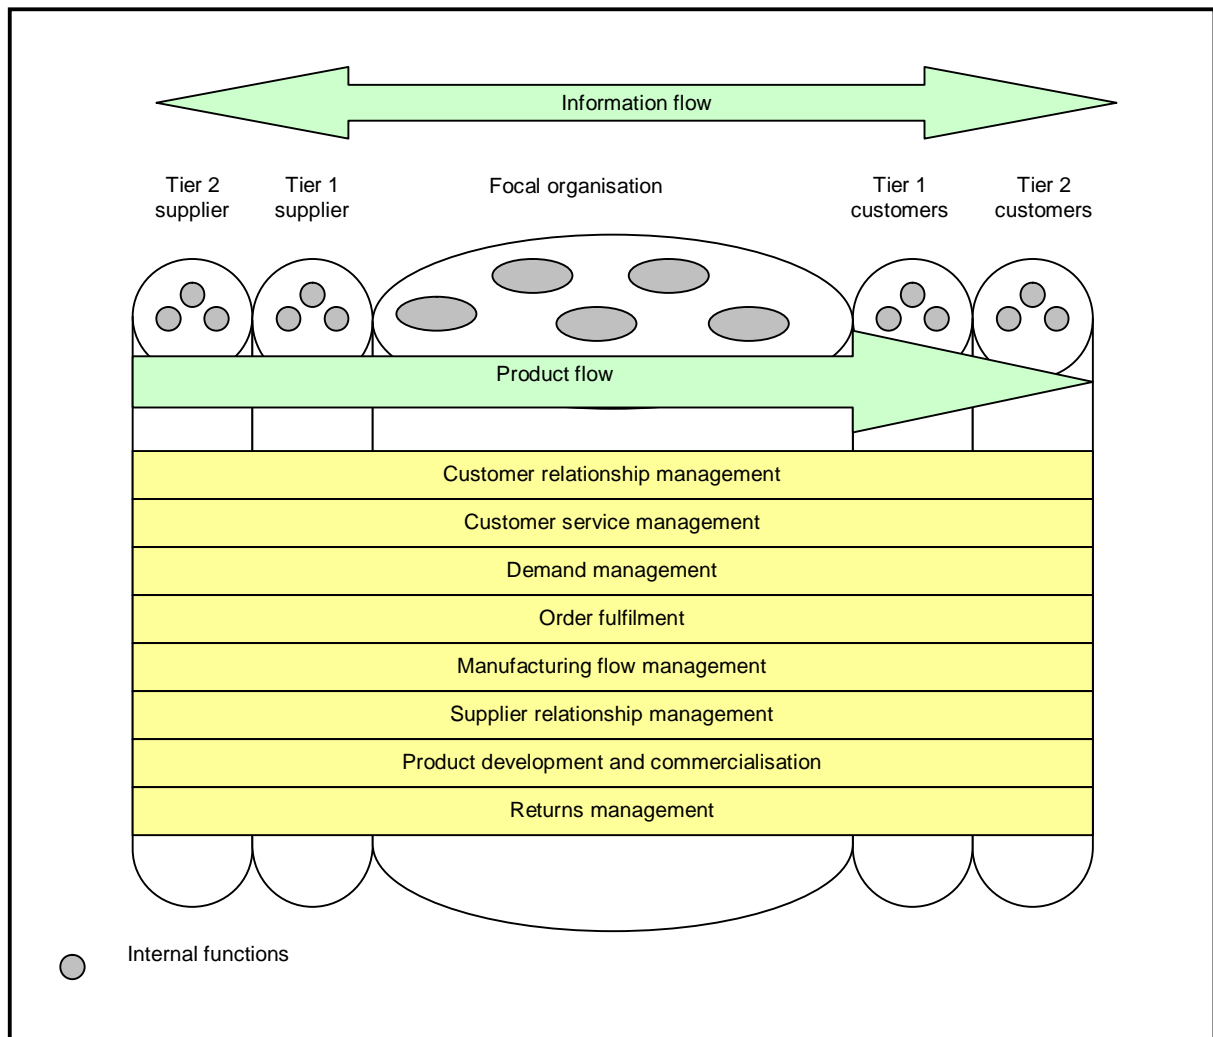 Information flow
Tier 2
supplier
Tier 1
supplier
Focal organisation
Tier 1
customers
Tier 2
customers
Product flow
Customer relationship management
Customer service management
Demand management
Order fulfilment
Manufacturing flow management
Supplier relationship management
Product development and commercialisation
Returns management
Internal functions